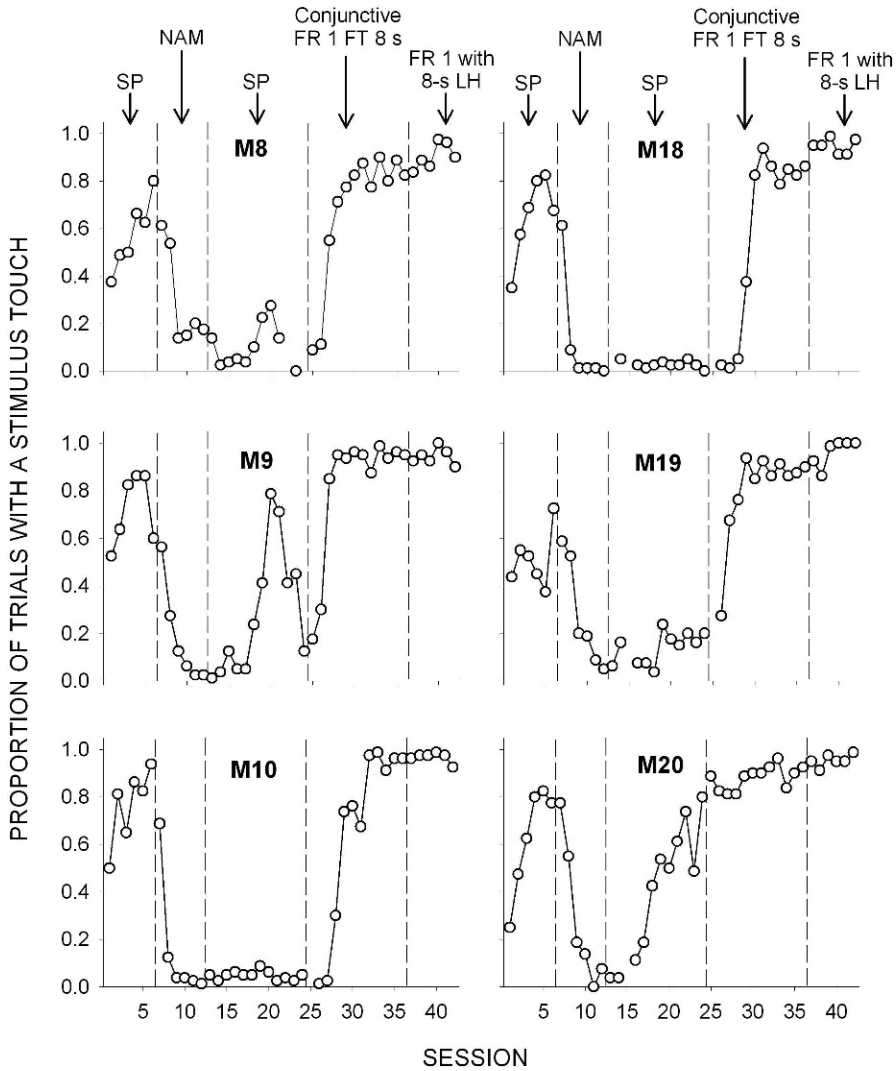 Conjunctive
FR 1 FT 8 s
NAM
FR 1 with
8-s LH
SP
SP
Conjunctive
FR 1 FT 8 s
NAM
FR 1 with
8-s LH
SP
SP
PROPORTION OF TRIALS WITH A STIMULUS TOUCH
1.0
0.8
0.6
0.4
0.2
0.0
M8
M18
1.0
0.8
0.6
0.4
0.2
0.0
M9
M19
1.0
0.8
0.6
0.4
0.2
0.0
M10
M20
5 10 15 20 25 30 35 40
5 10 15 20 25 30 35 40
SESSION